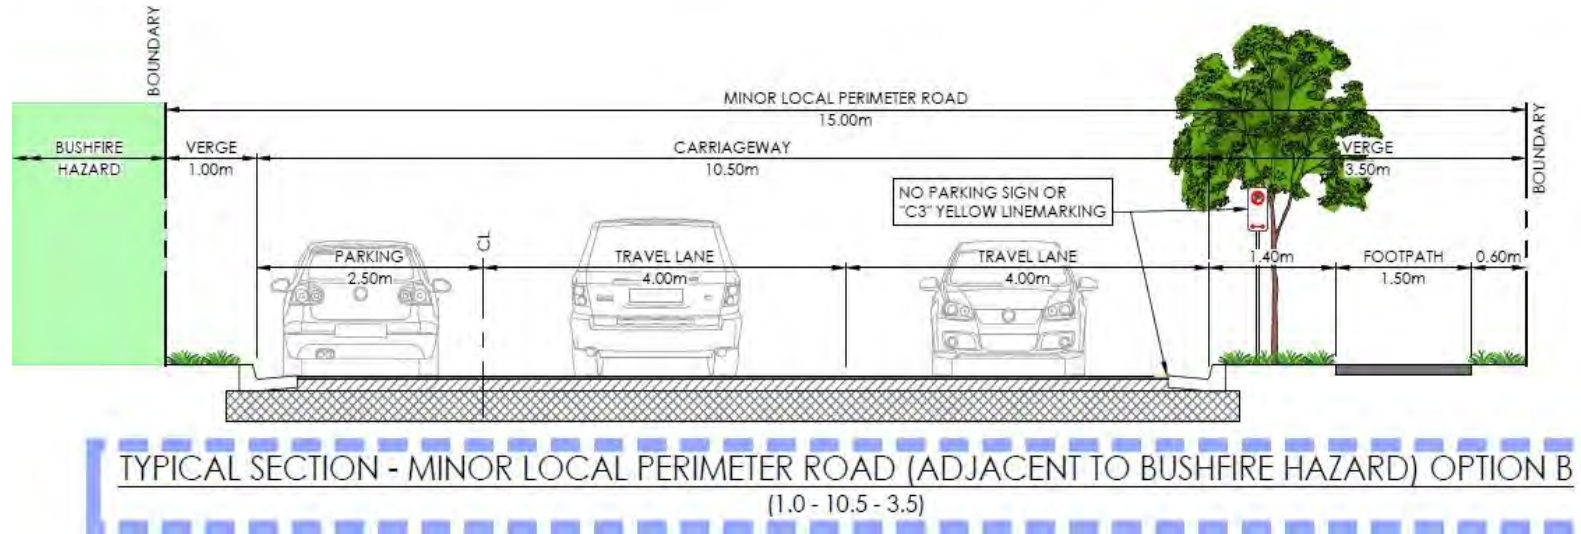 BOUNDARY
MINOR LOCAL PERIMETER ROAD
15.00m
BOUNDARY
BUSHFIRE
HAZARD
VERGE
1.00m
CARRIAGEWAY
10.50m
VERGE
3.50m
NO PARKING SIGN OR
"C3" YELLOW LINEMARKING
CL
PARKING
2.50m
TRAVEL LANE
4.00m
TRAVEL LANE
4.00m
1.40m
FOOTPATH
1.50m
0.60m
TYPICAL SECTION - MINOR LOCAL PERIMETER ROAD (ADJACENT TO BUSHFIRE HAZARD) OPTION B
(1.0 - 10.5 - 3.5)